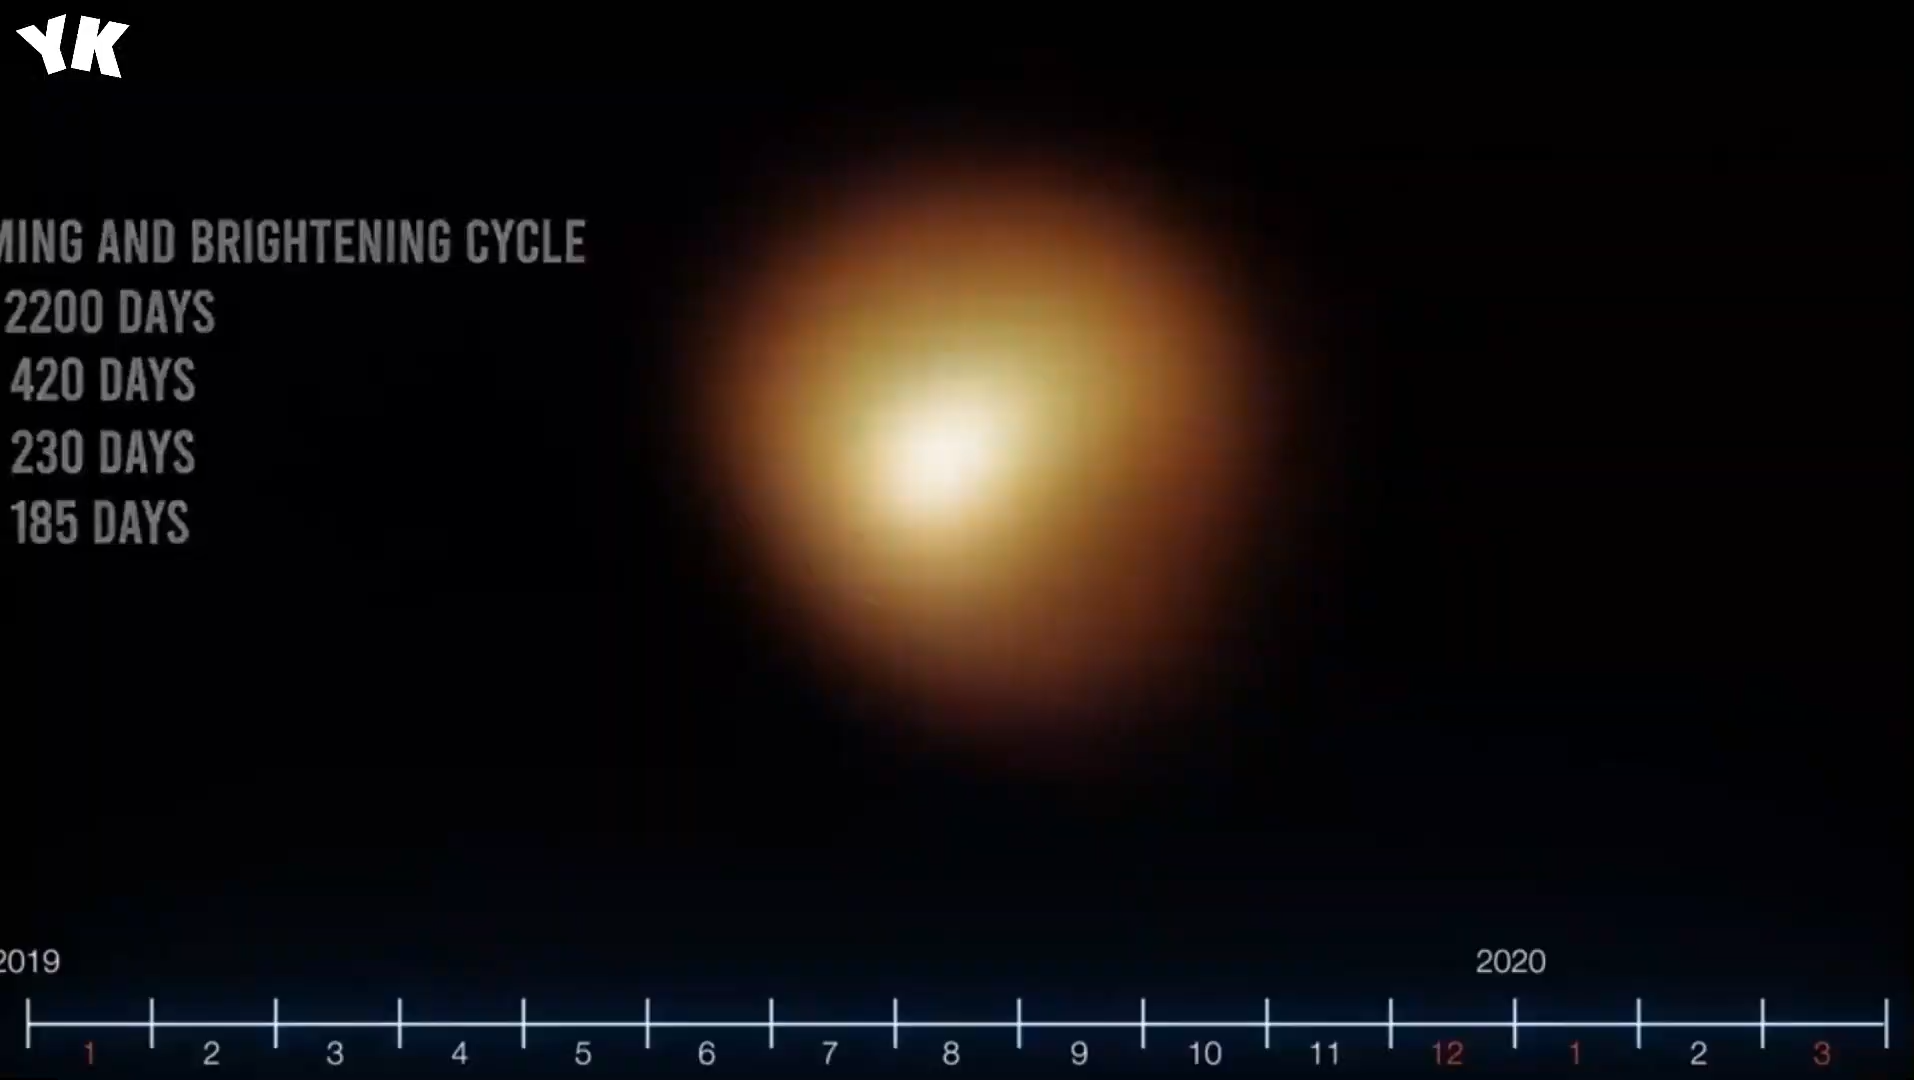 YK
MING AND BRIGHTENING CYCLE
2200 DAYS
420 DAYS
230 DAYS
185 DAYS
2019 2020
1 2 3 4 5 6 7 8 9 10 11 12 1 2 3